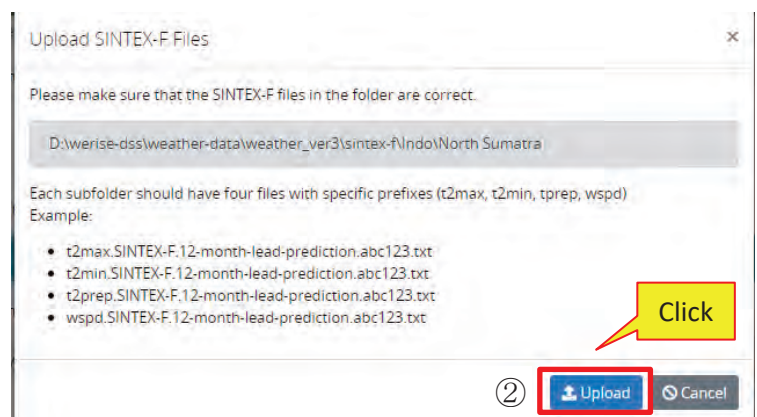 Upload SINTEX-F Files
×
Please make sure that the SINTEX-F files in the folder are correct.
D:\werise-dss\weather-data\weather_ver3\sintex-f\Indo\North Sumatra
Each subfolder should have four files with specific prefixes (t2max, t2min, tprep, wspd)
Example:
• t2max.SINTEX-F.12-month-lead-prediction.abc123.txt
• t2min.SINTEX-F.12-month-lead-prediction.abc123.txt
• t2prep.SINTEX-F.12-month-lead-prediction.abc123.txt
• wspd.SINTEX-F.12-month-lead-prediction.abc123.txt
Click
② Upload Cancel